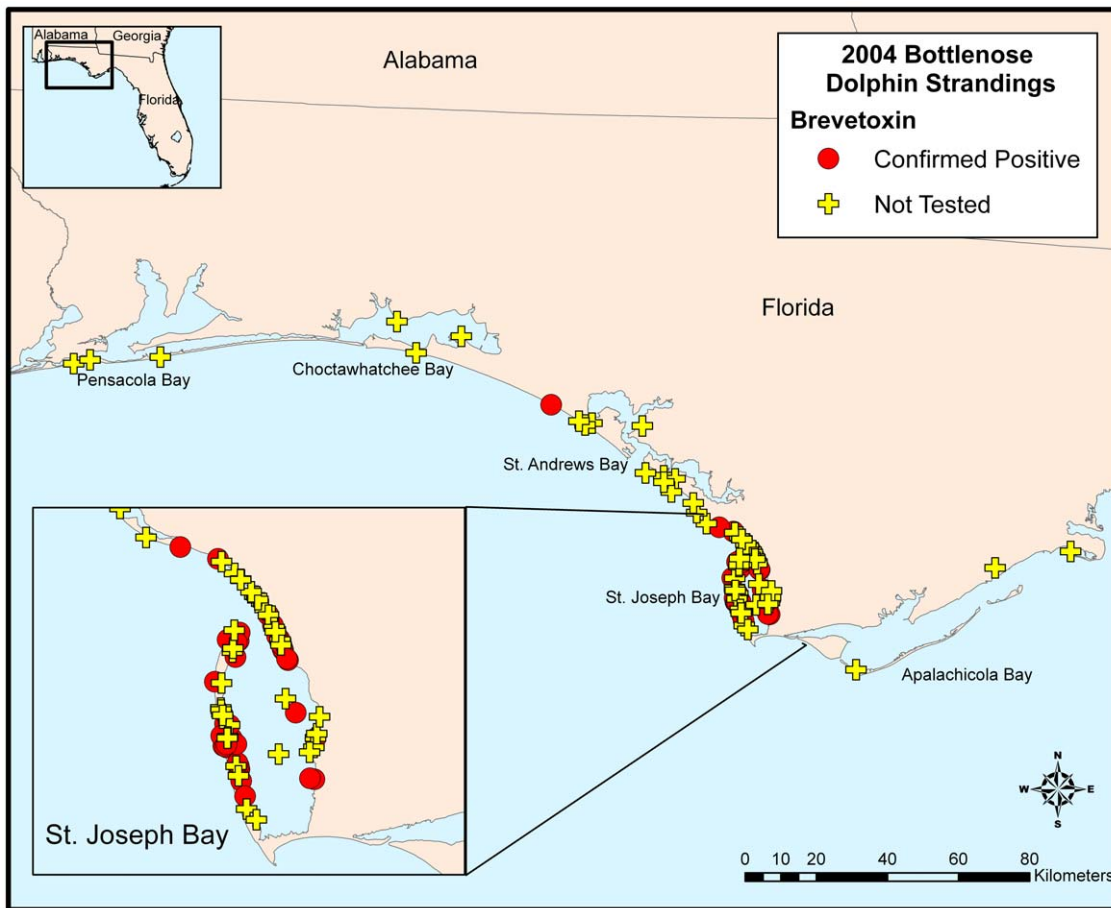 Alabama
Georgia
Florida
Alabama
2004 Bottlenose
Dolphin Strandings
Brevetoxin
Confirmed Positive
Not Tested
Florida
Pensacola Bay
Choctawhatchee Bay
St. Andrews Bay
St. Joseph Bay
Apalachicola Bay
St. Joseph Bay
N
W E
S
0 10 20 40 60 80
Kilometers